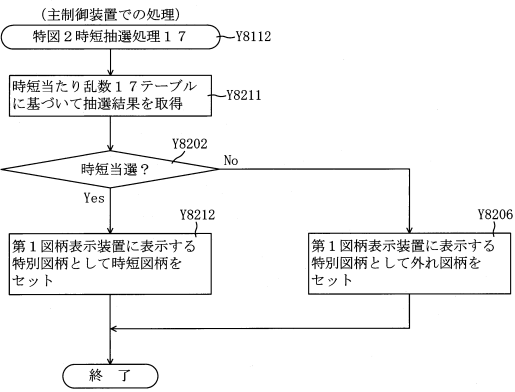 (主制御装置での処理)
特図2時短抽選処理17
Y8112
時短当たり乱数17テーブル
に基づいて抽選結果を取得
Y8211
Y8202
時短当選?
No
Yes
Y8212
第1図柄表示装置に表示する
特別図柄として時短図柄を
セット
Y8206
第1図柄表示装置に表示する
特別図柄として外れ図柄を
セット
終 了